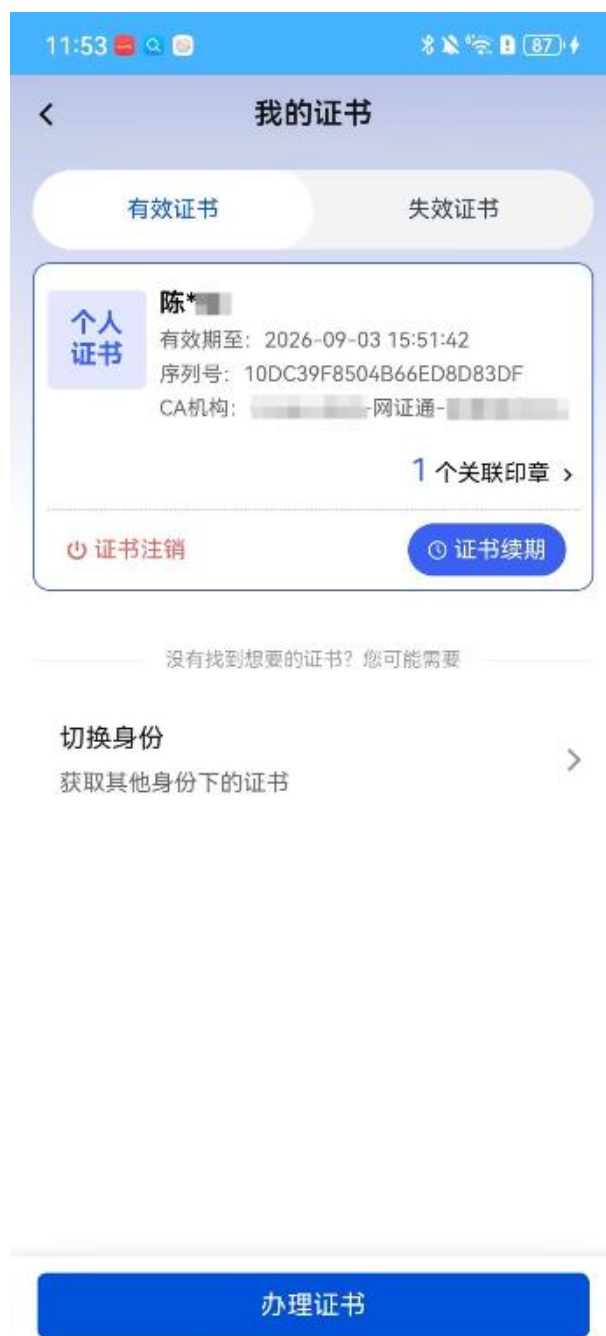 11:53
87
我的证书
有效证书
失效证书
个人
证书
陈*
有效期至: 2026-09-03 15:51:42
序列号: 10DC39F8504B66ED8D83DF
CA机构: -网证通-
1 个关联印章 >
证书注销
证书续期
没有找到想要的证书? 您可能需要
切换身份
获取其他身份下的证书
办理证书